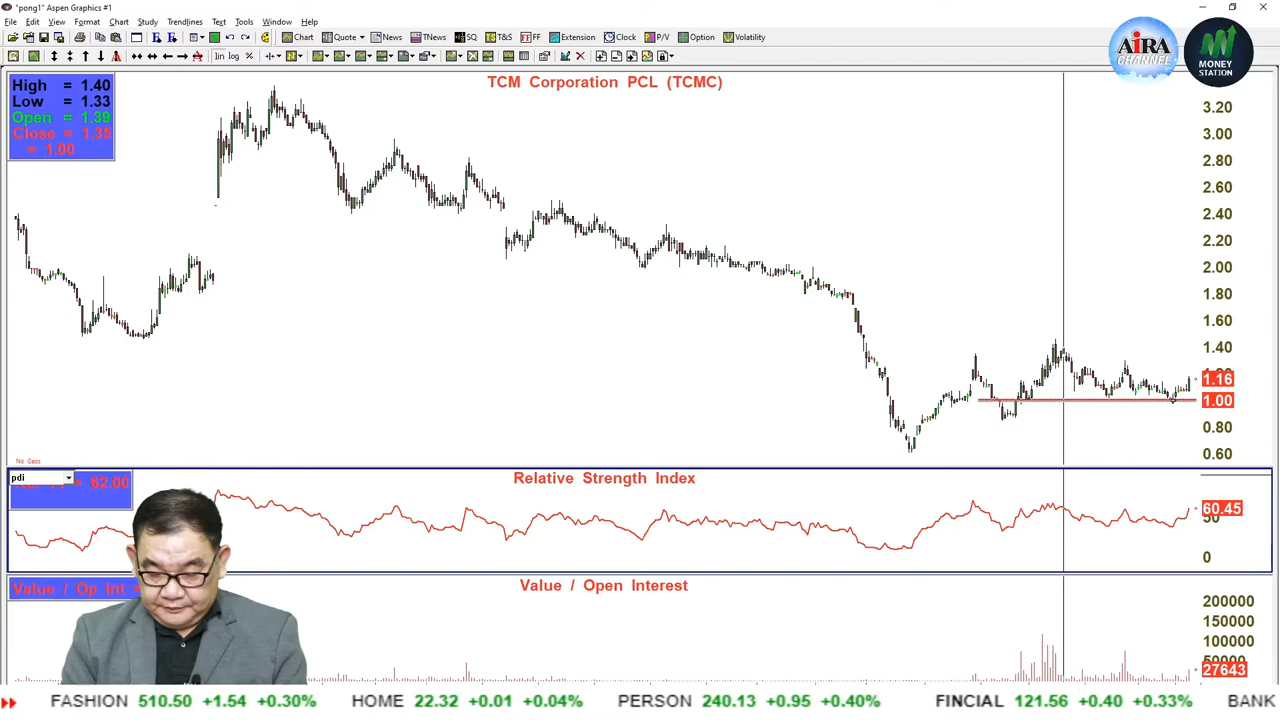 "pong1" Aspen Graphics #1
File Edit View Format Chart Study Trendlines Text Tools Window Help
Chart Quote News TNews SQ T&S FF Extension Clock P/V Option Volatility
lin log %
AiRA
CHANNEL
MONEY
STATION
High = 1.40
Low = 1.33
Open = 1.39
Close = 1.35
= 1.00
TCM Corporation PCL (TCMC)
3.20
3.00
2.80
2.60
2.40
2.20
2.00
1.80
1.60
1.40
1.16
1.00
0.80
0.60
No Gaps
pdi
= 62.00
Relative Strength Index
60.45
50
0
Value / Op Int =
Value / Open Interest
200000
150000
100000
50000
27643
FASHION 510.50 +1.54 +0.30% HOME 22.32 +0.01 +0.04% PERSON 240.13 +0.95 +0.40% FINCIAL 121.56 +0.40 +0.33% BANK